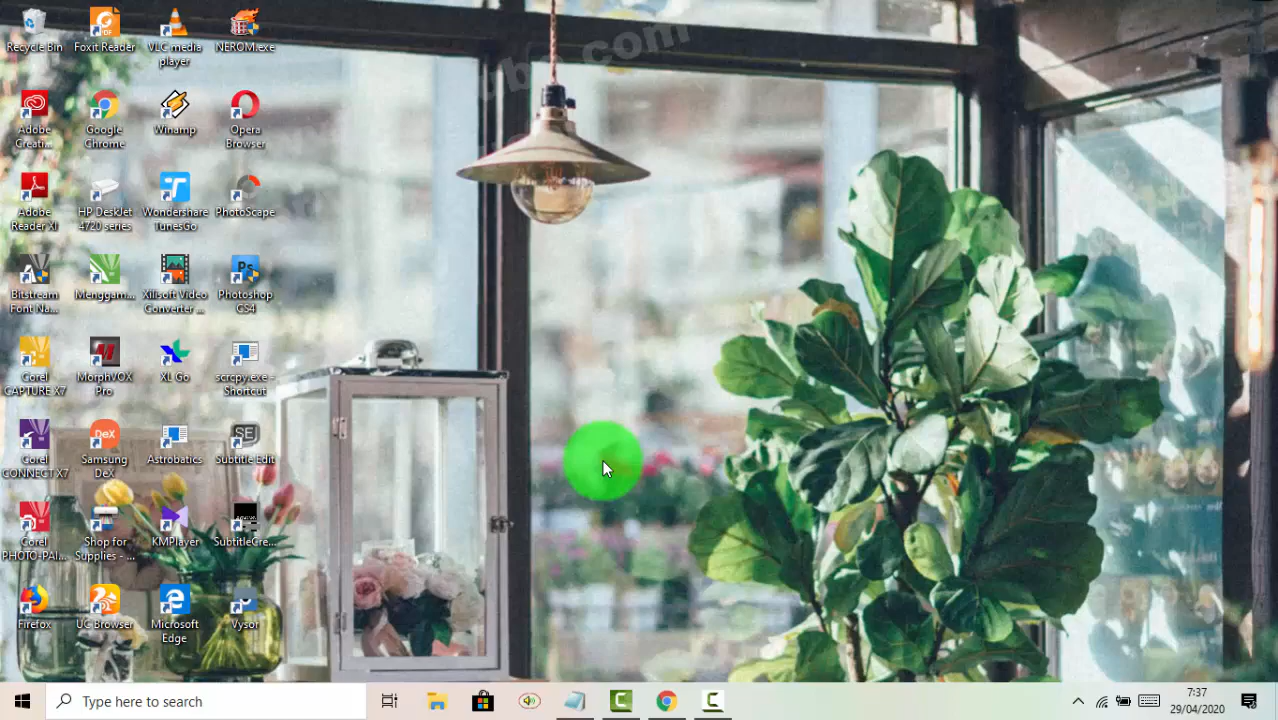 ube.com
Recycle Bin
Foxit Reader
VLC media
player
NEROM.exe
Adobe
Creati...
Google
Chrome
Winamp
Opera
Browser
Adobe
Reader XI
HP DeskJet
4720 series
Wondershare
TunesGo
PhotoScape
Bitstream
Font Na...
Menggam...
Xilisoft Video
Converter ...
Photoshop
CS4
Corel
CAPTURE X7
MorphVOX
Pro
XL Go
scrcpy.exe -
Shortcut
Corel
CONNECT X7
Samsung
DeX
Astrobatics
Subtitle Edit
Corel
PHOTO-PAI...
Shop for
Supplies - ...
KMPlayer
SubtitleCre...
Firefox
UC Browser
Microsoft
Edge
Vysor
Type here to search
7:37
29/04/2020